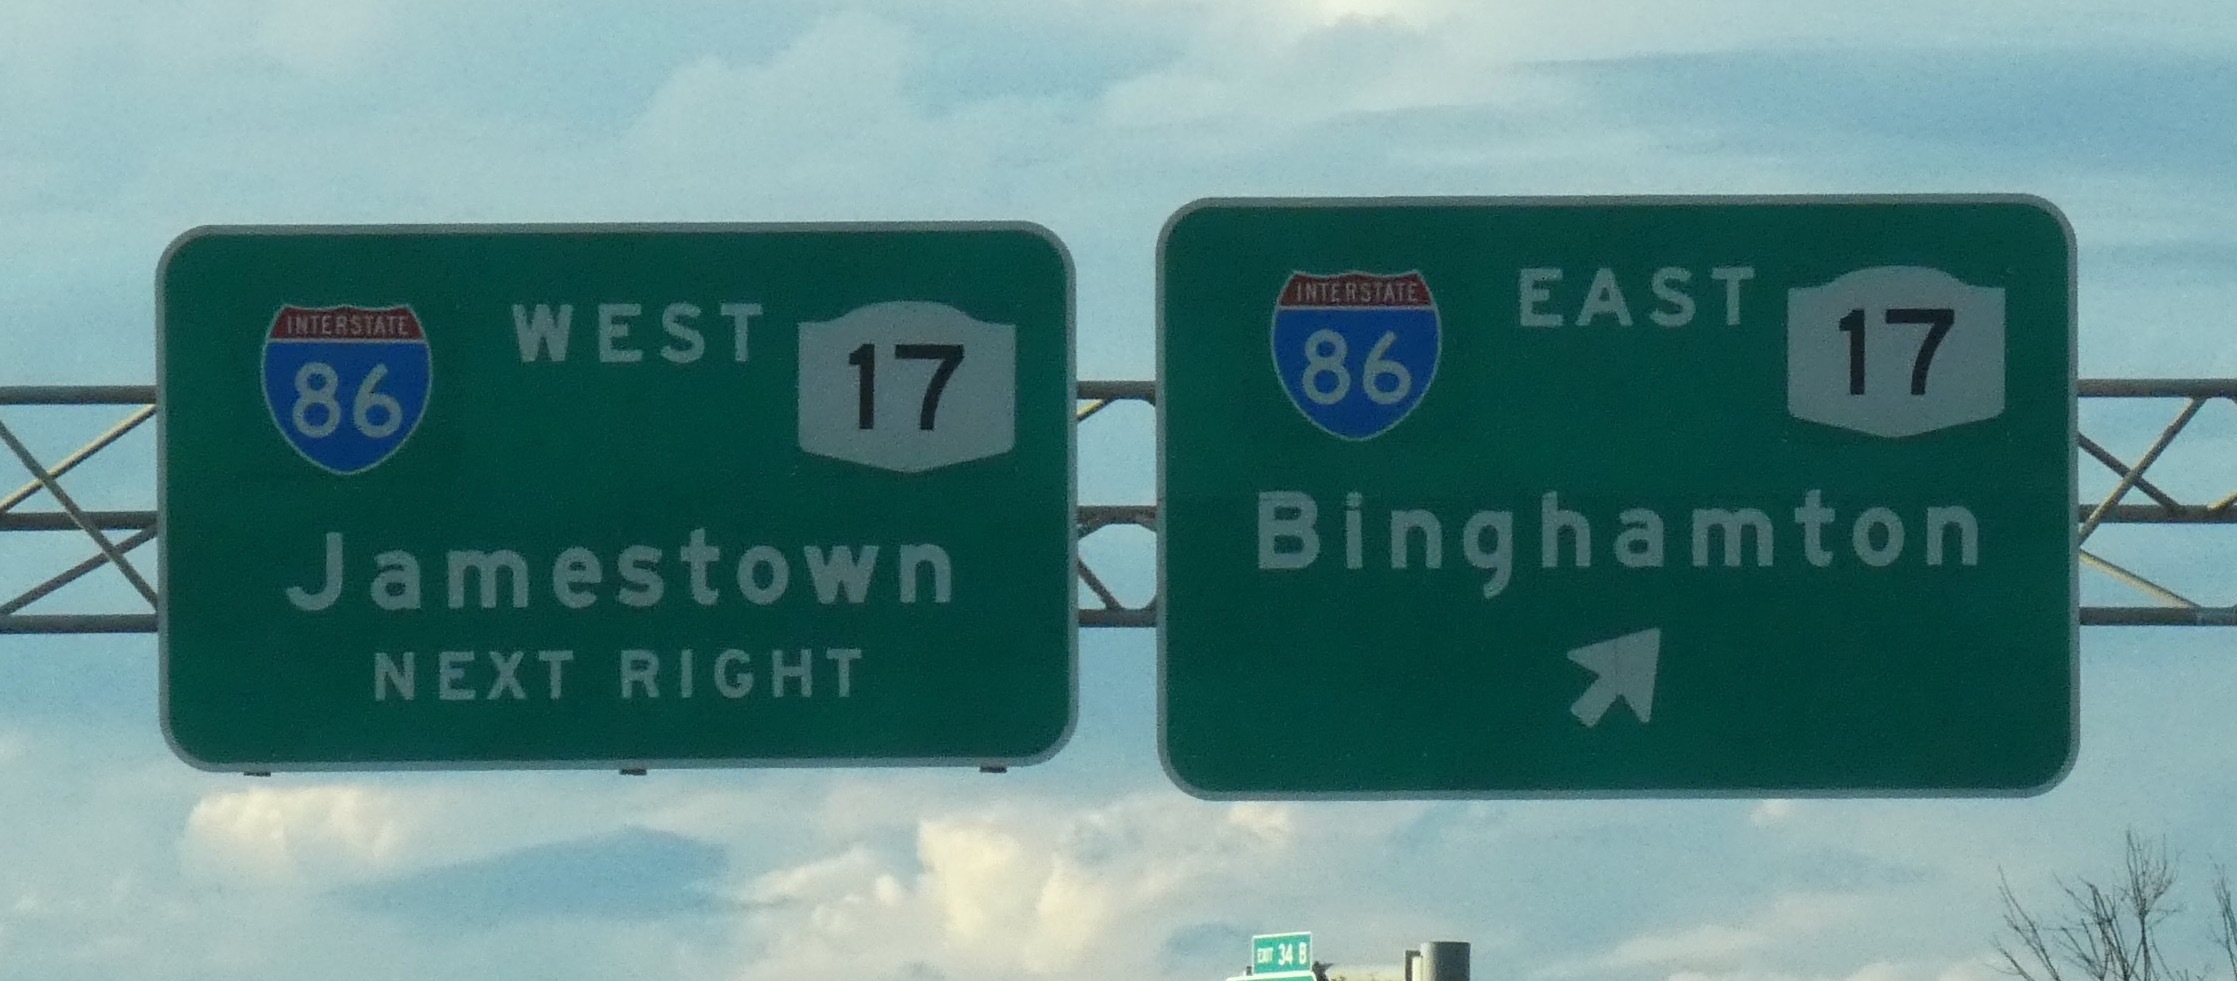 INTERSTATE
86
WEST
17
Jamestown
NEXT RIGHT
INTERSTATE
86
EAST
17
Binghamton
EXIT 34 B